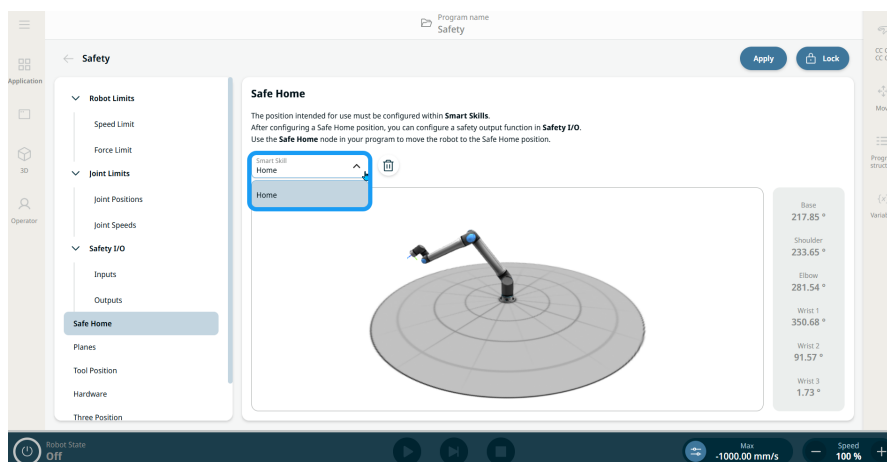 Program name
Safety
Safety
Apply
Lock
Application
3D
Operator
Robot Limits
Speed Limit
Force Limit
Joint Limits
Joint Positions
Joint Speeds
Safety I/O
Inputs
Outputs
Safe Home
Planes
Tool Position
Hardware
Three Position
Safe Home
The position intended for use must be configured within Smart Skills.
After configuring a Safe Home position, you can configure a safety output function in Safety I/O.
Use the Safe Home node in your program to move the robot to the Safe Home position.
Smart Skill
Home
Home
Base
217.85 °
Shoulder
233.65 °
Elbow
281.54 °
Wrist 1
350.68 °
Wrist 2
91.57 °
Wrist 3
1.73 °
Robot State
Off
Max
-1000.00 mm/s
Speed
100 %